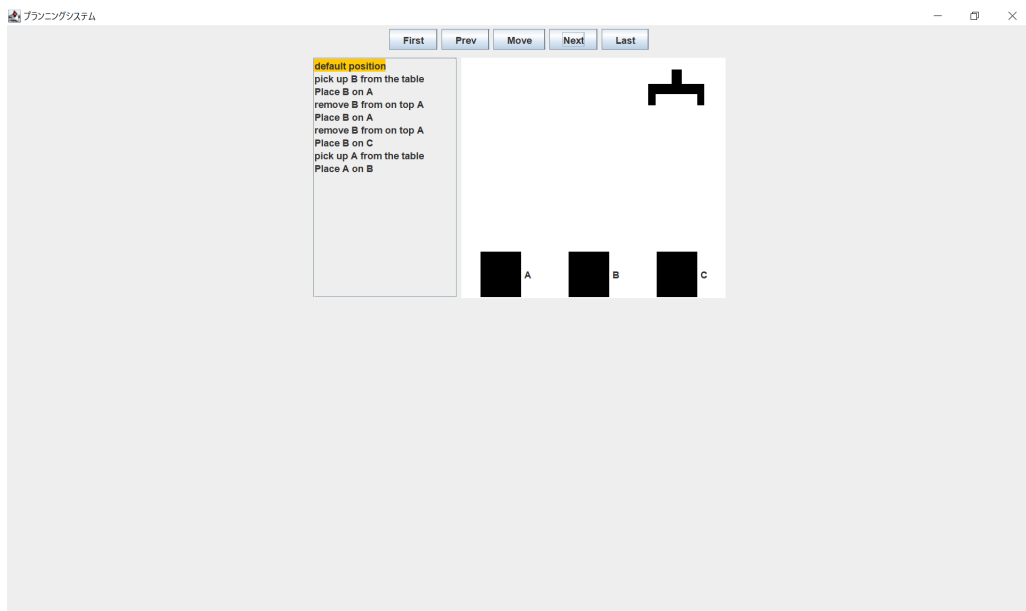 プランニングシステム
First Prev Move Next Last
default position
pick up B from the table
Place B on A
remove B from on top A
Place B on A
remove B from on top A
Place B on C
pick up A from the table
Place A on B
A B C